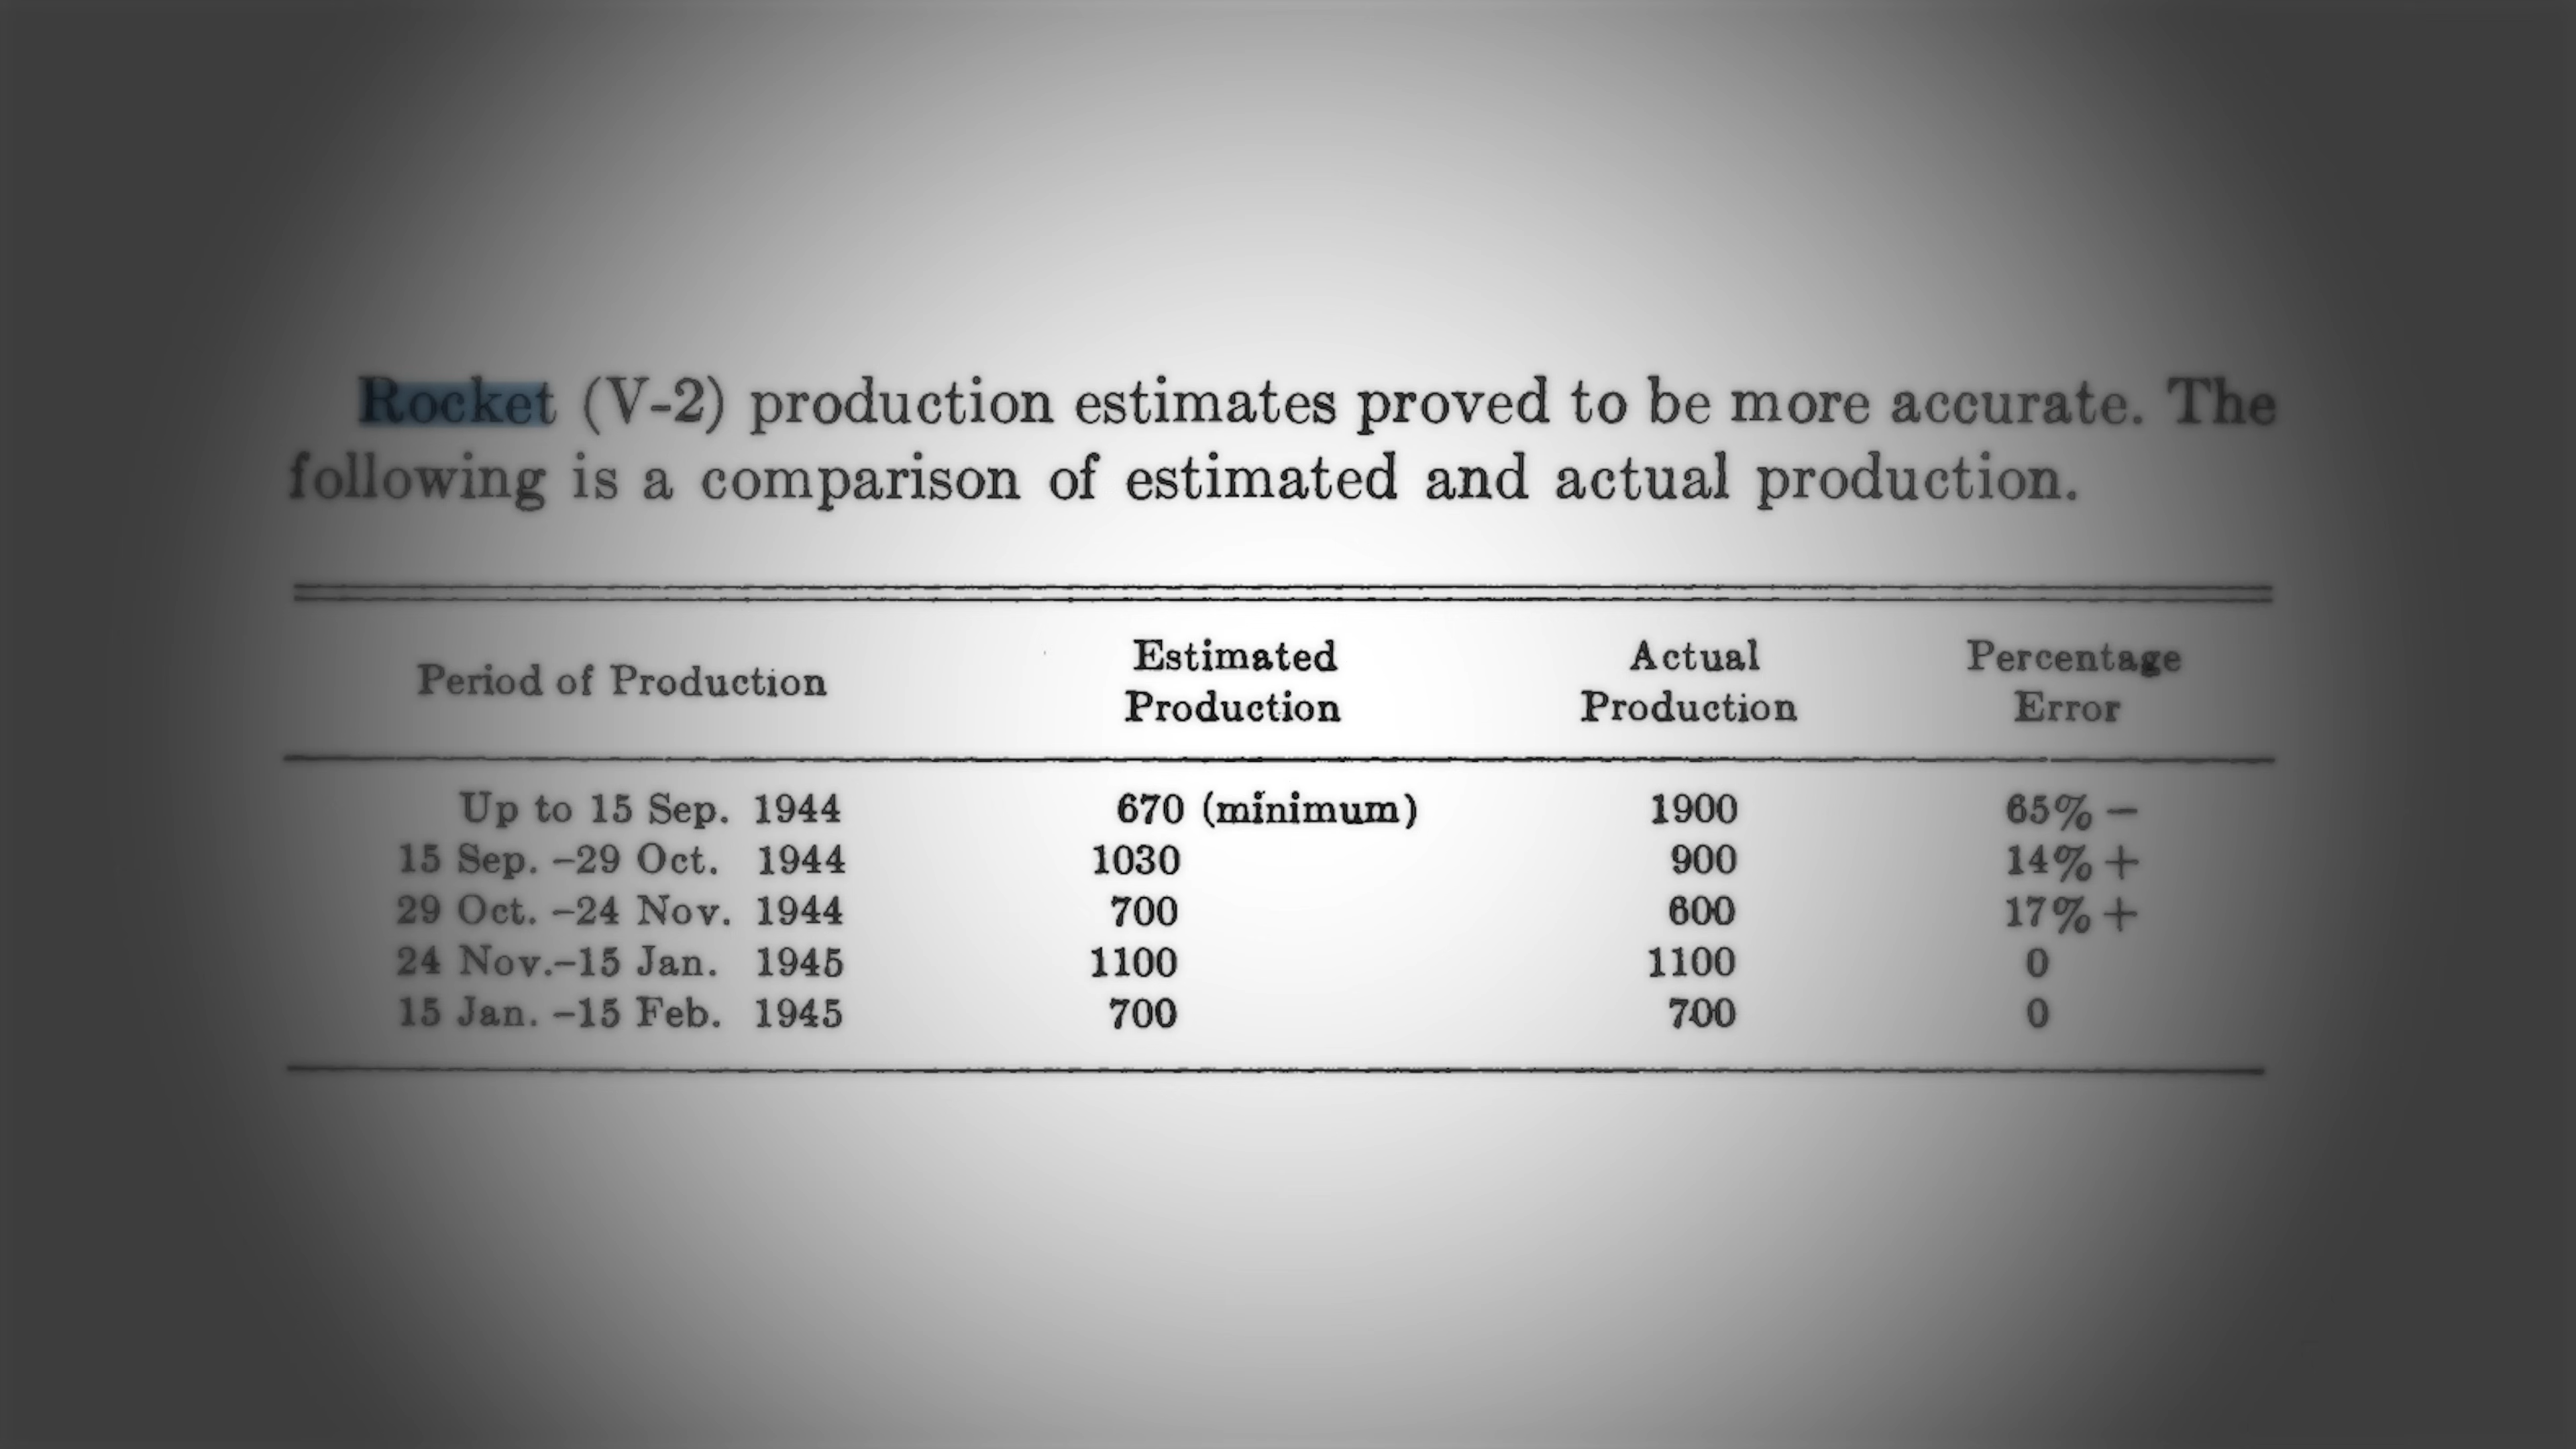 Rocket (V-2) production estimates proved to be more accurate. The
following is a comparison of estimated and actual production.
Period of Production Estimated Production Actual Production Percentage Error
Up to 15 Sep. 1944 670 (minimum) 1900 65% −
15 Sep. –29 Oct. 1944 1030 900 14% +
29 Oct. –24 Nov. 1944 700 600 17% +
24 Nov.–15 Jan. 1945 1100 1100 0
15 Jan. –15 Feb. 1945 700 700 0